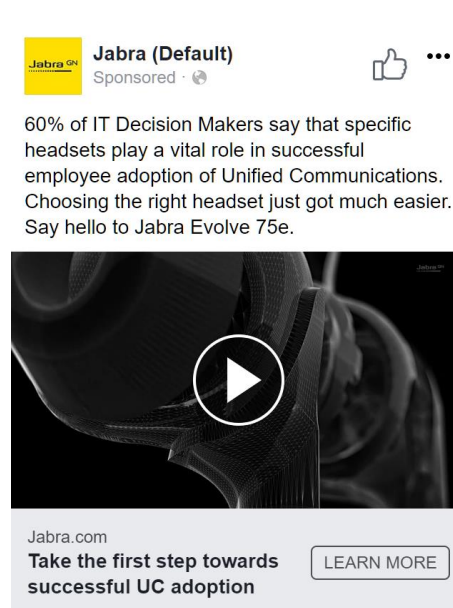 Jabra GN
Jabra (Default)
Sponsored ·
60% of IT Decision Makers say that specific
headsets play a vital role in successful
employee adoption of Unified Communications.
Choosing the right headset just got much easier.
Say hello to Jabra Evolve 75e.
Jabra GN
Jabra.com
Take the first step towards
successful UC adoption
LEARN MORE